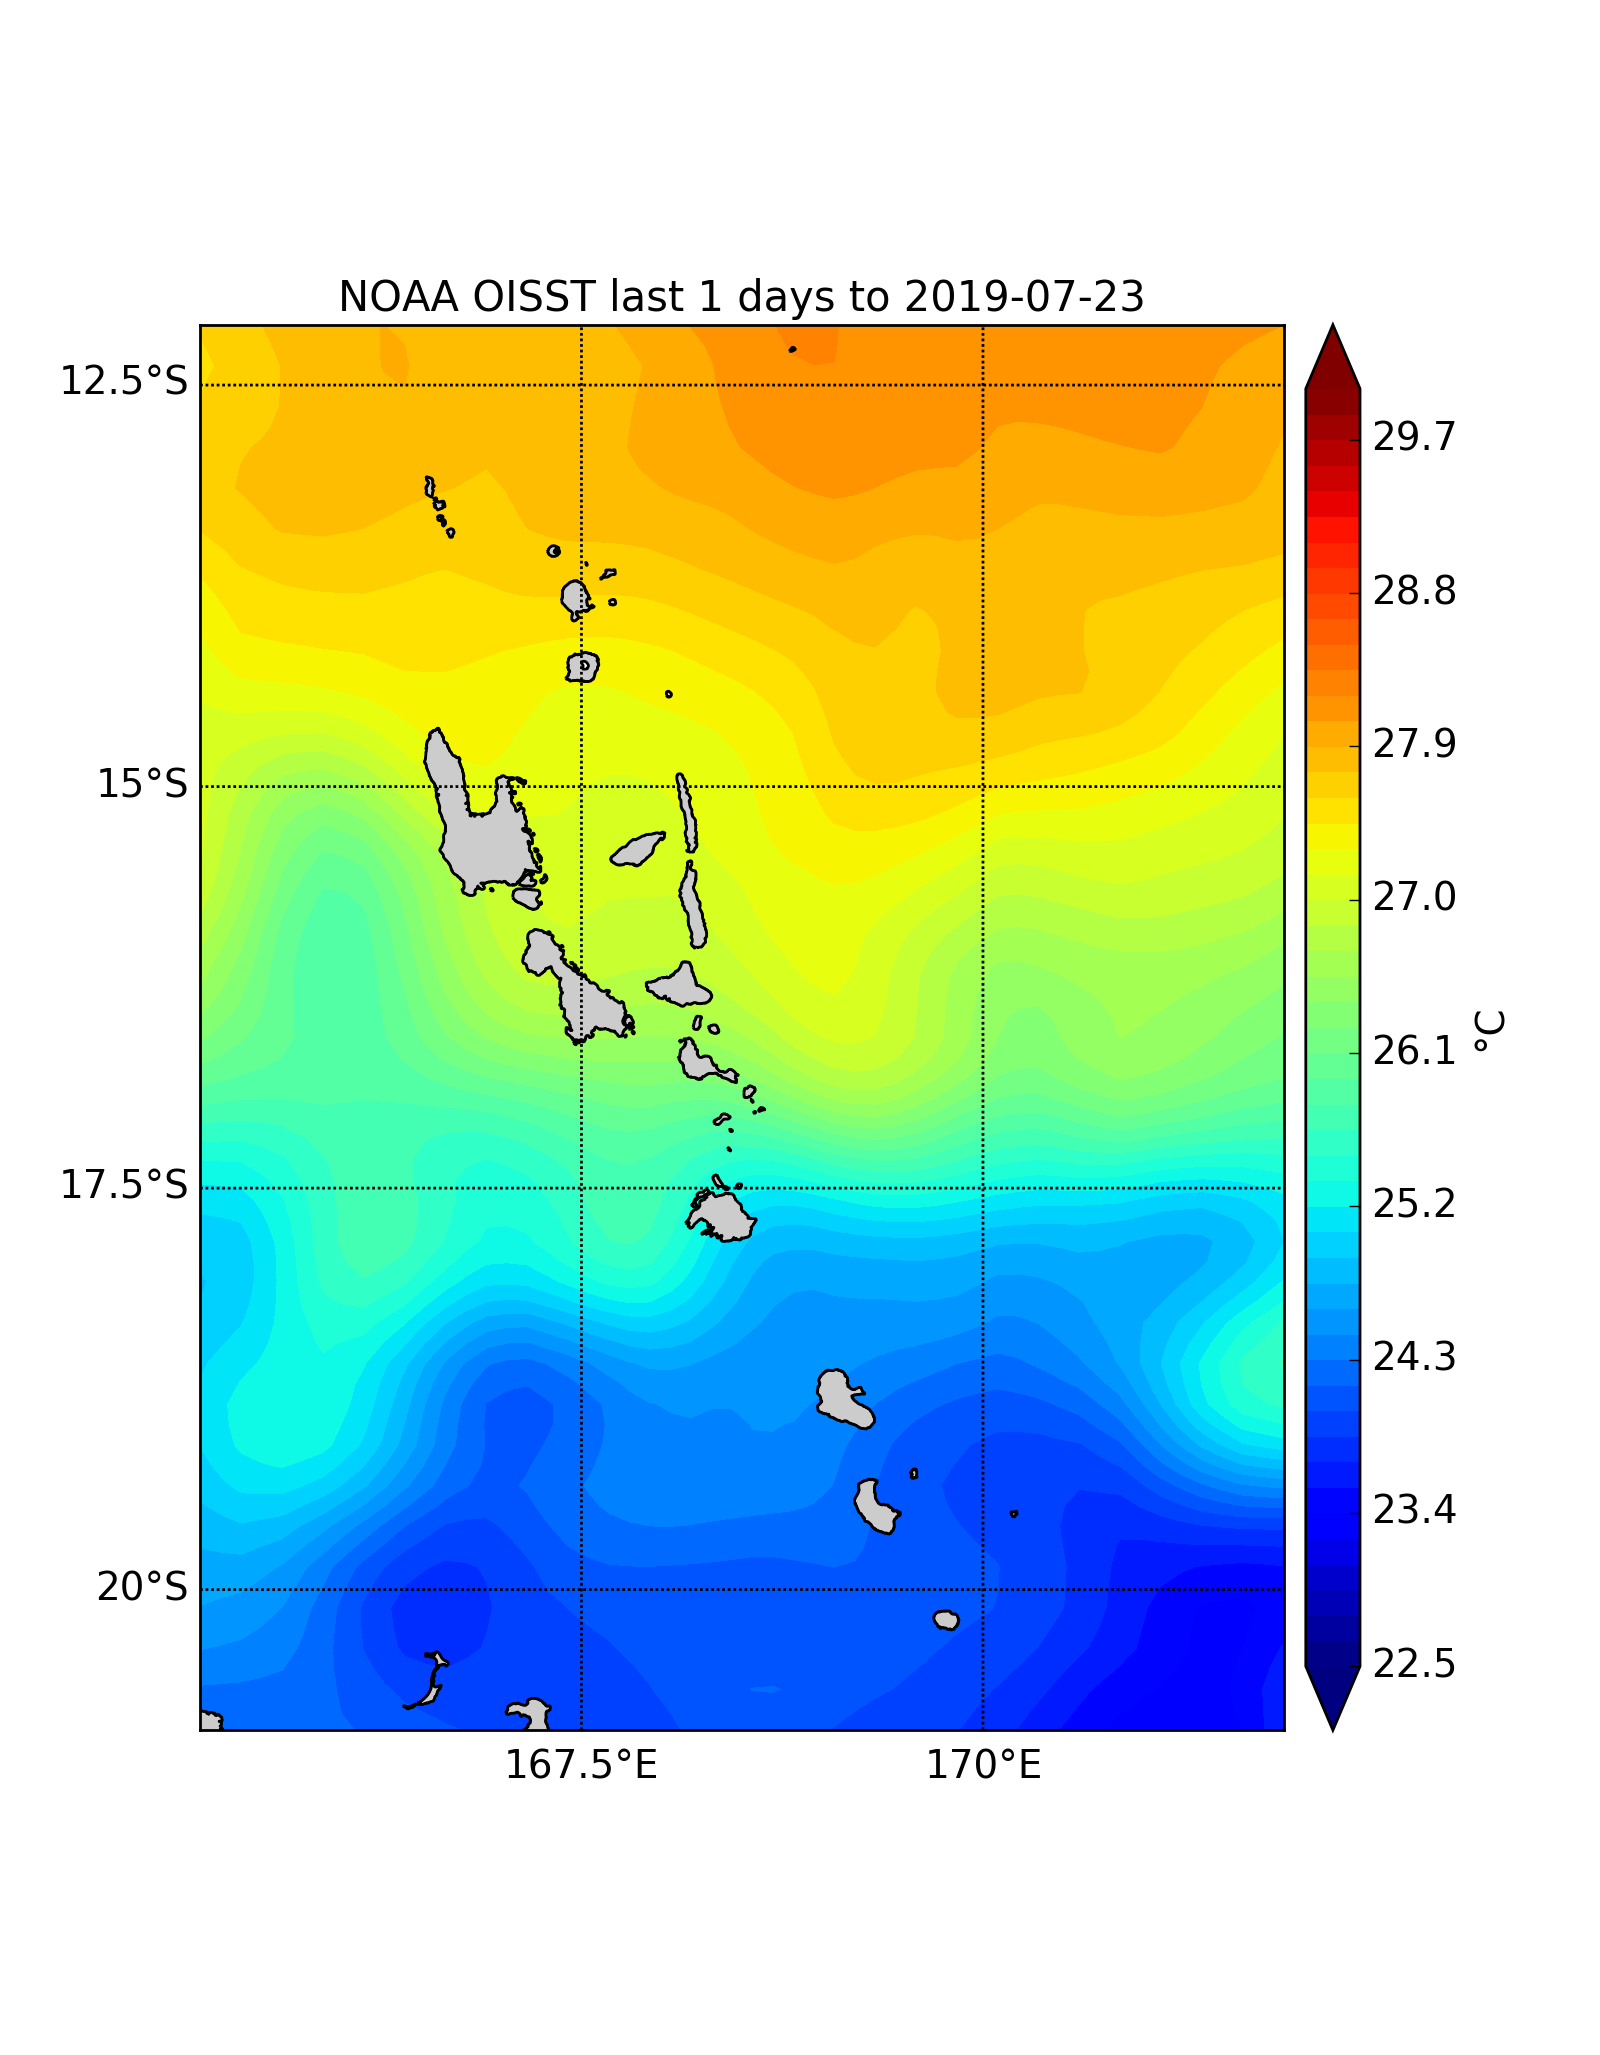 NOAA OISST last 1 days to 2019-07-23
12.5°S
15°S
17.5°S
20°S
167.5°E
170°E
29.7
28.8
27.9
27.0
26.1
25.2
24.3
23.4
22.5
°C